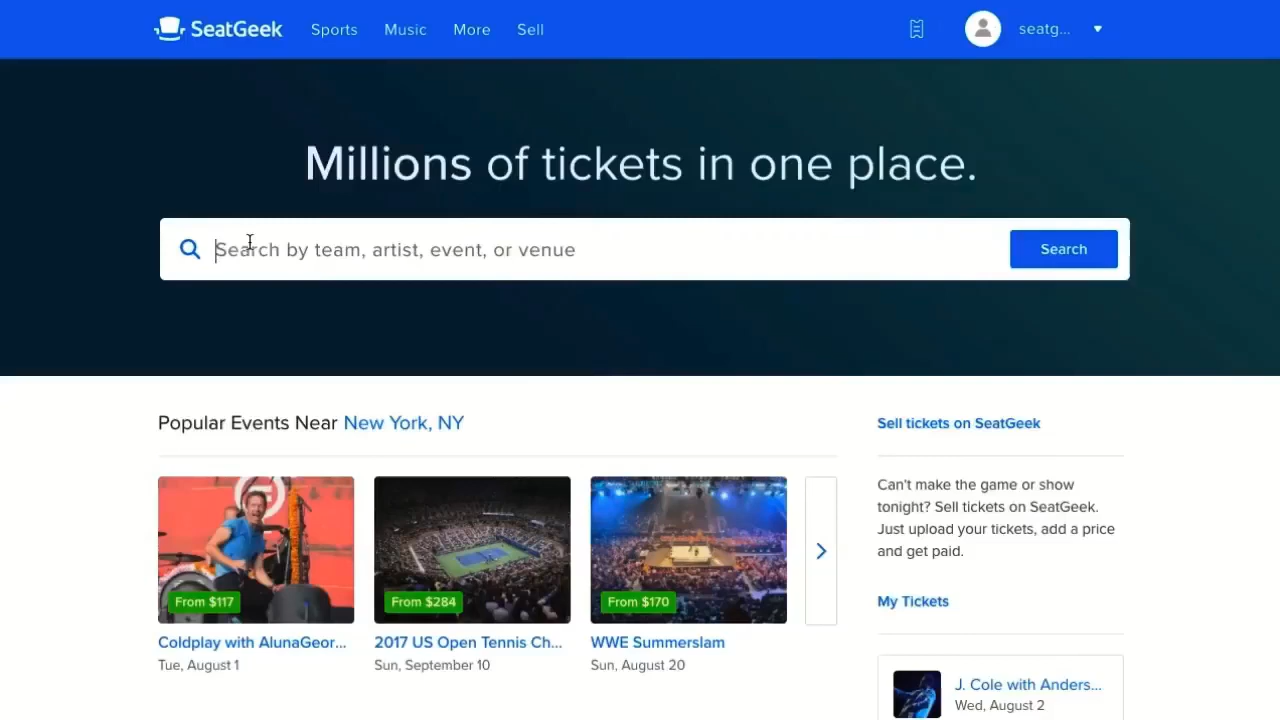 SeatGeek Sports Music More Sell seatg...
Millions of tickets in one place.
Search by team, artist, event, or venue Search
Popular Events Near New York, NY
From $117
Coldplay with AlunaGeor...
Tue, August 1
From $284
2017 US Open Tennis Ch...
Sun, September 10
From $170
WWE Summerslam
Sun, August 20
Sell tickets on SeatGeek
Can't make the game or show
tonight? Sell tickets on SeatGeek.
Just upload your tickets, add a price
and get paid.
My Tickets
J. Cole with Anders...
Wed, August 2